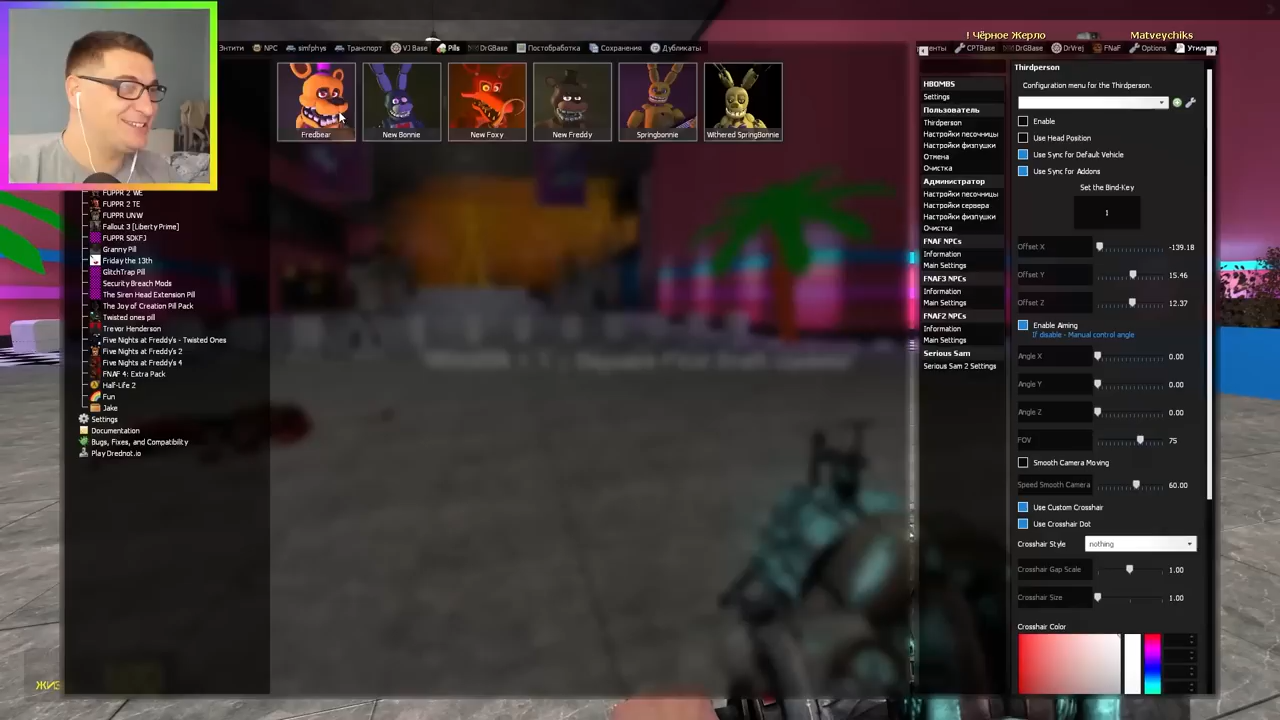 ! Чёрное Жерло
Matveychiks
Энтити
NPC
simfphys
Транспорт
VJ Base
Pills
DrGBase
Постобработка
Сохранения
Дубликаты
CPTBase
DrGBase
DrVrej
FNaF
Options
Fredbear
New Bonnie
New Foxy
New Freddy
Springbonnie
Withered SpringBonnie
FUPPR 2 WE
FUPPR 2 TE
FUPPR UNW
Fallout 3 [Liberty Prime]
FUPPR SDKFJ
Granny Pill
Friday the 13th
GlitchTrap Pill
Security Breach Mods
The Siren Head Extension Pill
The Joy of Creation Pill Pack
Twisted ones pill
Trevor Henderson
Five Nights at Freddy's - Twisted Ones
Five Nights at Freddy's 2
Five Nights at Freddy's 4
FNAF 4: Extra Pack
Half-Life 2
Fun
Jake
Settings
Documentation
Bugs, Fixes, and Compatibility
Play Drednot.io
HBOMBS
Settings
Пользователь
Thirdperson
Настройки песочницы
Настройки физпушки
Отмена
Очистка
Администратор
Настройки песочницы
Настройки сервера
Настройки физпушки
Очистка
FNAF NPCs
Information
Main Settings
FNAF3 NPCs
Information
Main Settings
FNAF2 NPCs
Information
Main Settings
Serious Sam
Serious Sam 2 Settings
Thirdperson
Configuration menu for the Thirdperson.
Enable
Use Head Position
Use Sync for Default Vehicle
Use Sync for Addons
Set the Bind-Key
1
Offset X -139.18
Offset Y 15.46
Offset Z 12.37
Enable Aiming
If disable - Manual control angle
Angle X 0.00
Angle Y 0.00
Angle Z 0.00
FOV 75
Smooth Camera Moving
Speed Smooth Camera 60.00
Use Custom Crosshair
Use Crosshair Dot
Crosshair Style nothing
Crosshair Gap Scale 1.00
Crosshair Size 1.00
Crosshair Color